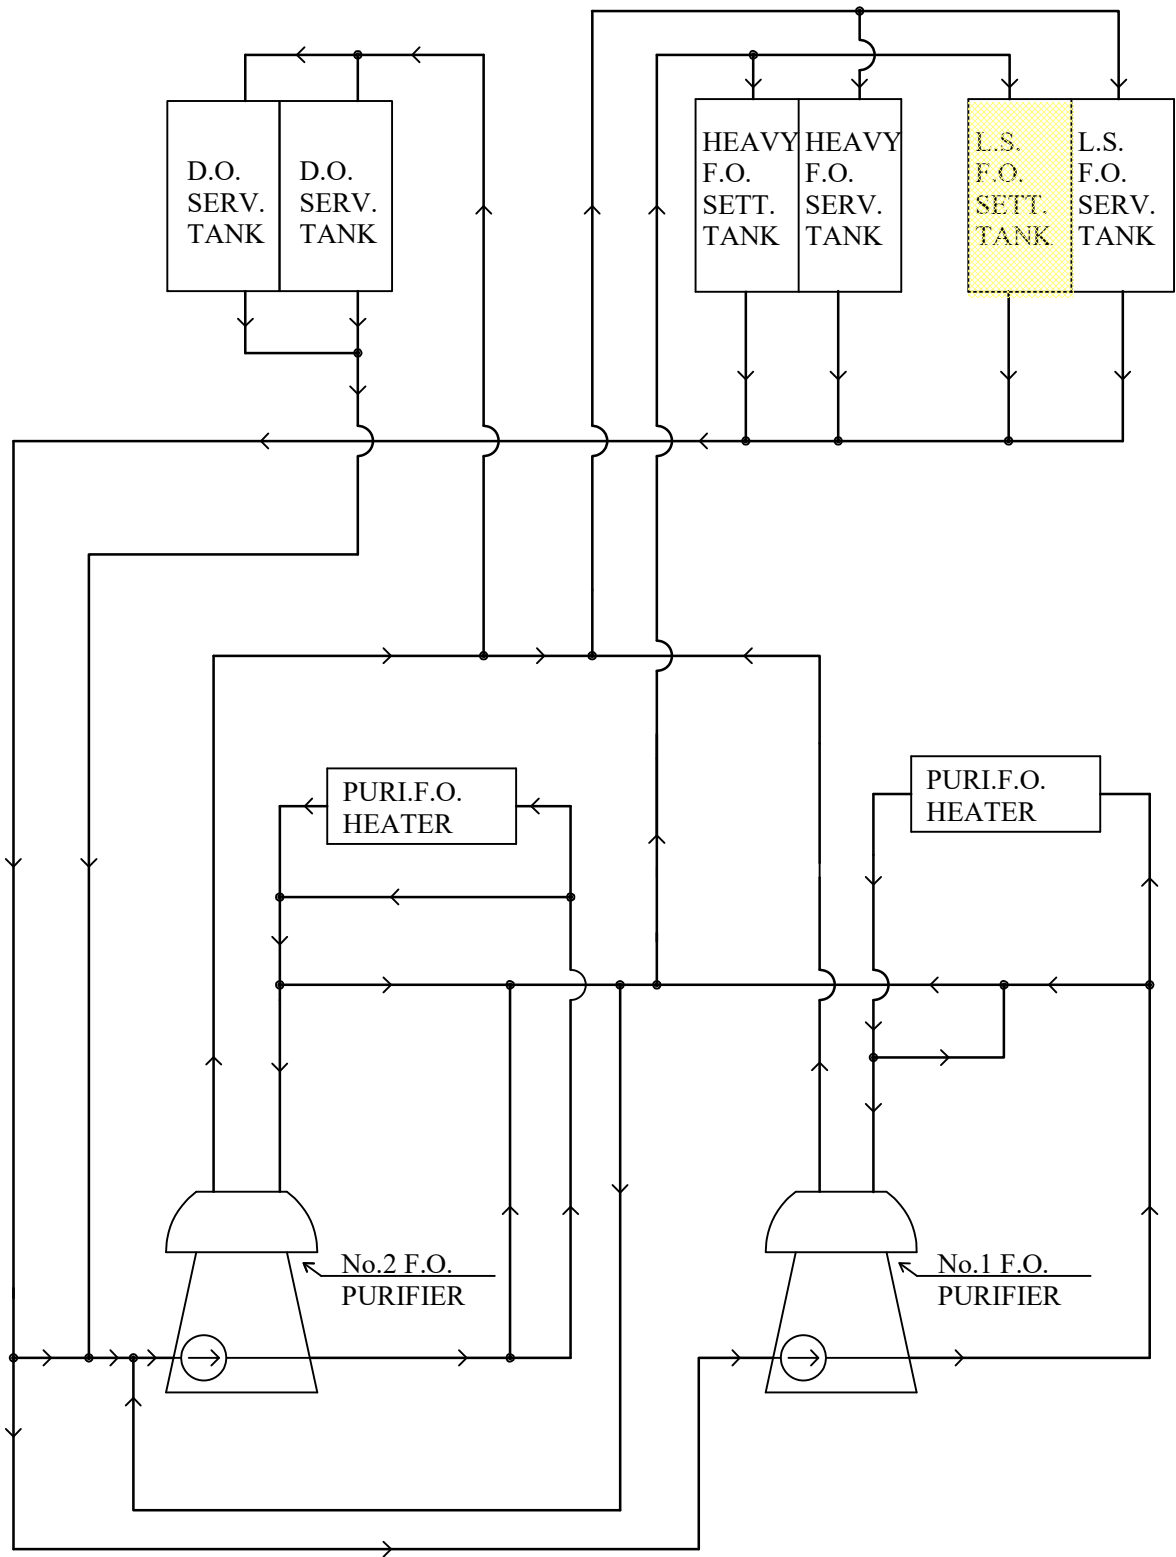 D.O.
SERV.
TANK
D.O.
SERV.
TANK
HEAVY
F.O.
SETT.
TANK
HEAVY
F.O.
SERV.
TANK
L.S.
F.O.
SETT.
TANK
L.S.
F.O.
SERV.
TANK
PURI.F.O.
HEATER
PURI.F.O.
HEATER
No.2 F.O.
PURIFIER
No.1 F.O.
PURIFIER